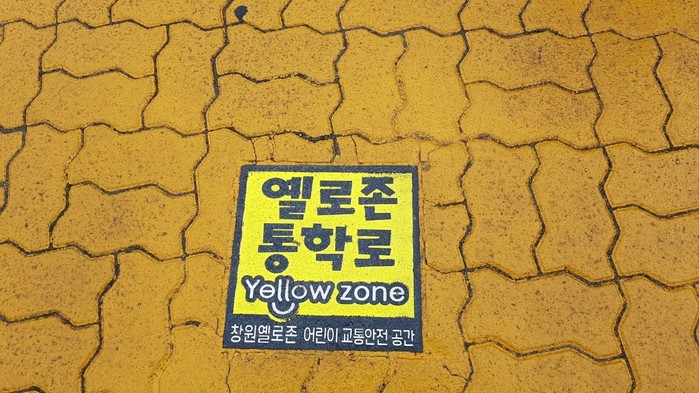 옐로존
통학로
Yellow zone
창원옐로존 어린이 교통안전 공간